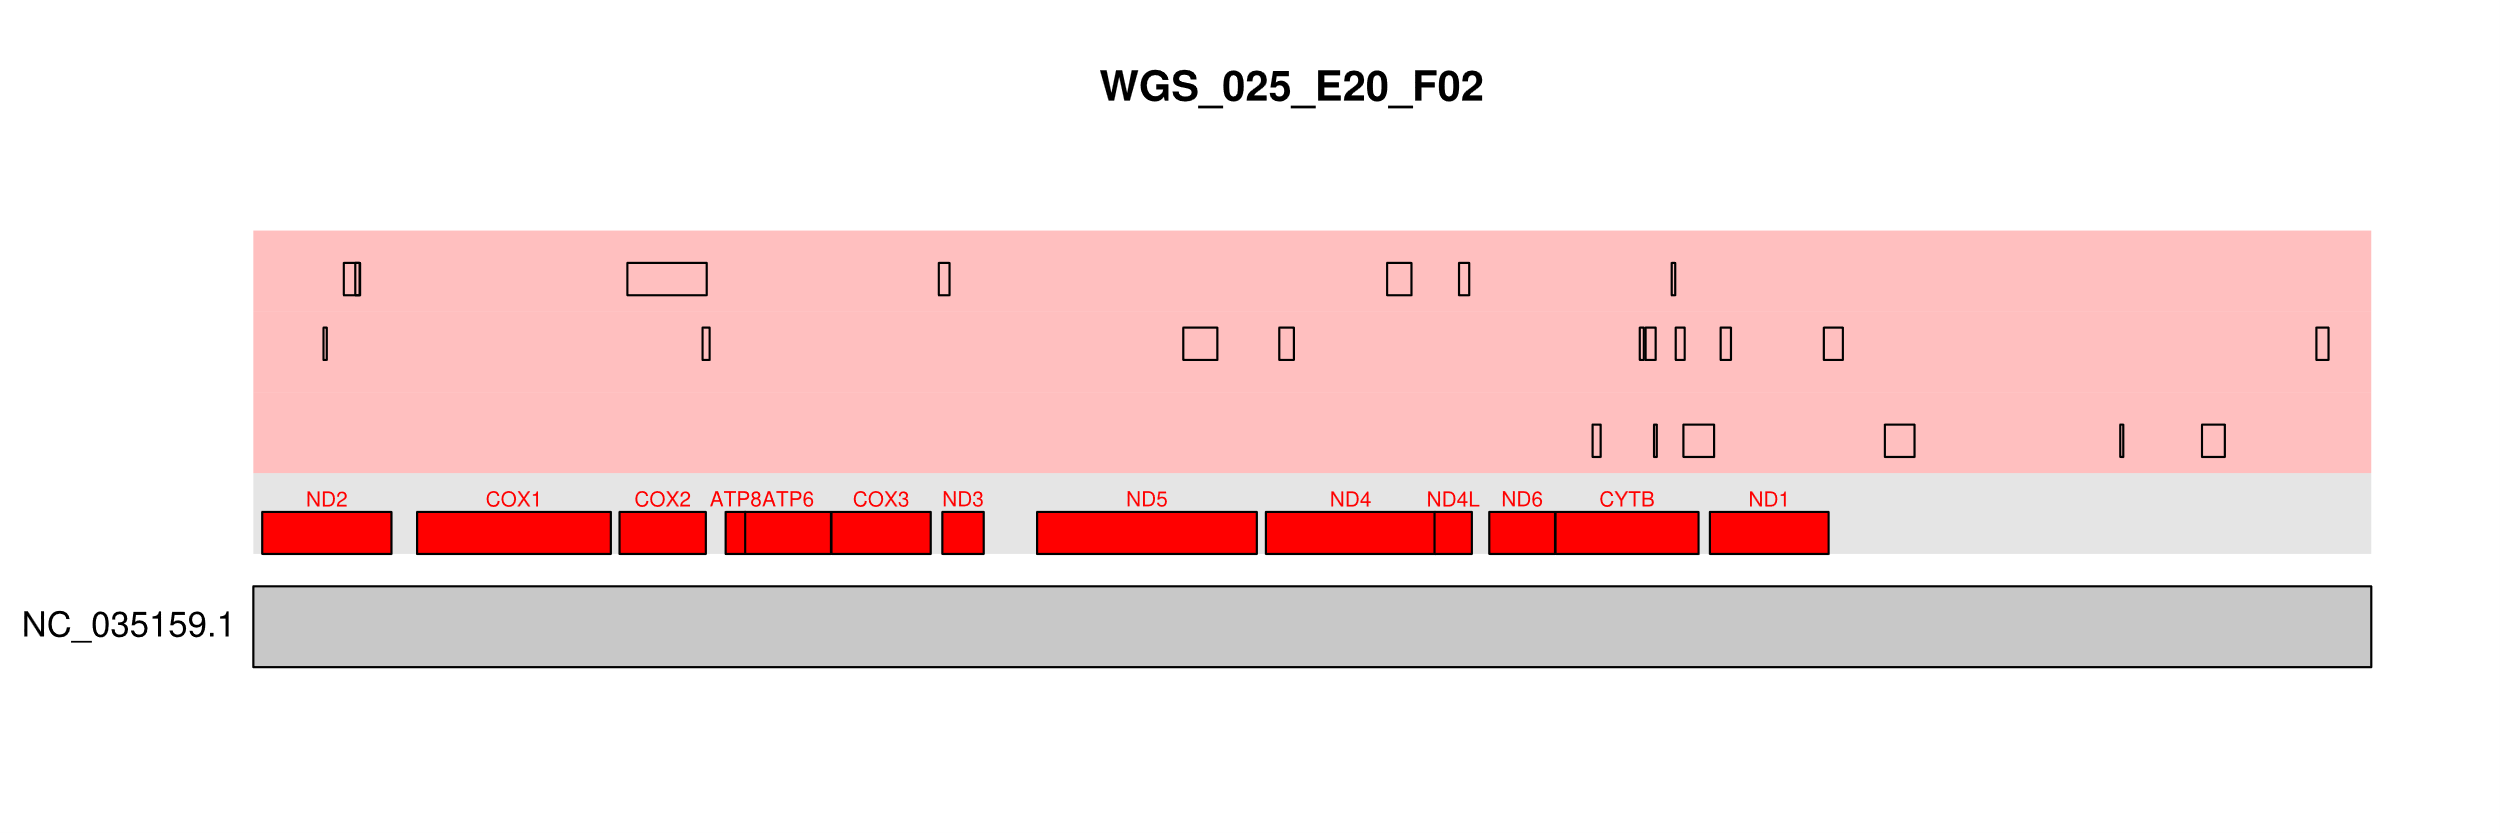 WGS_025_E20_F02
ND2 COX1 COX2 ATP8ATP6 COX3 ND3 ND5 ND4 ND4L ND6 CYTB ND1
NC_035159.1